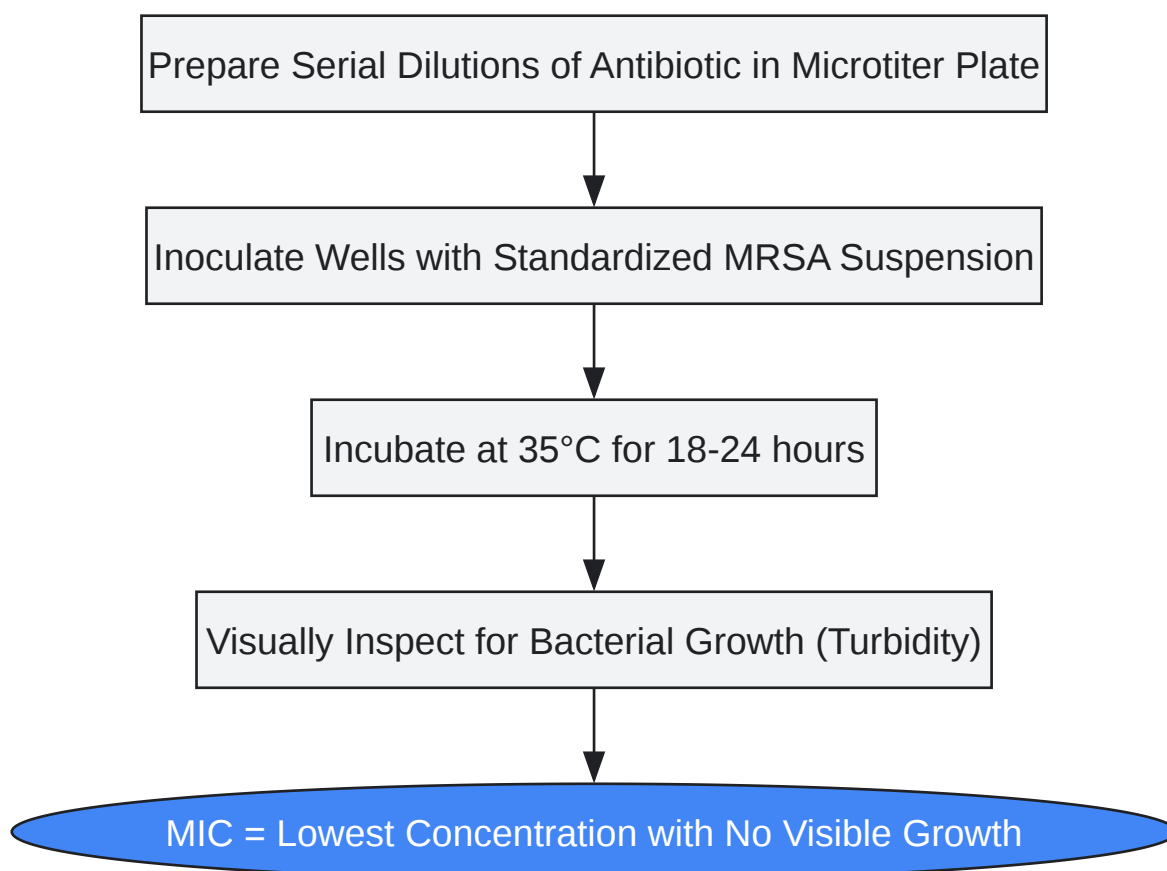 Prepare Serial Dilutions of Antibiotic in Microtiter Plate
Inoculate Wells with Standardized MRSA Suspension
Incubate at 35°C for 18-24 hours
Visually Inspect for Bacterial Growth (Turbidity)
MIC = Lowest Concentration with No Visible Growth